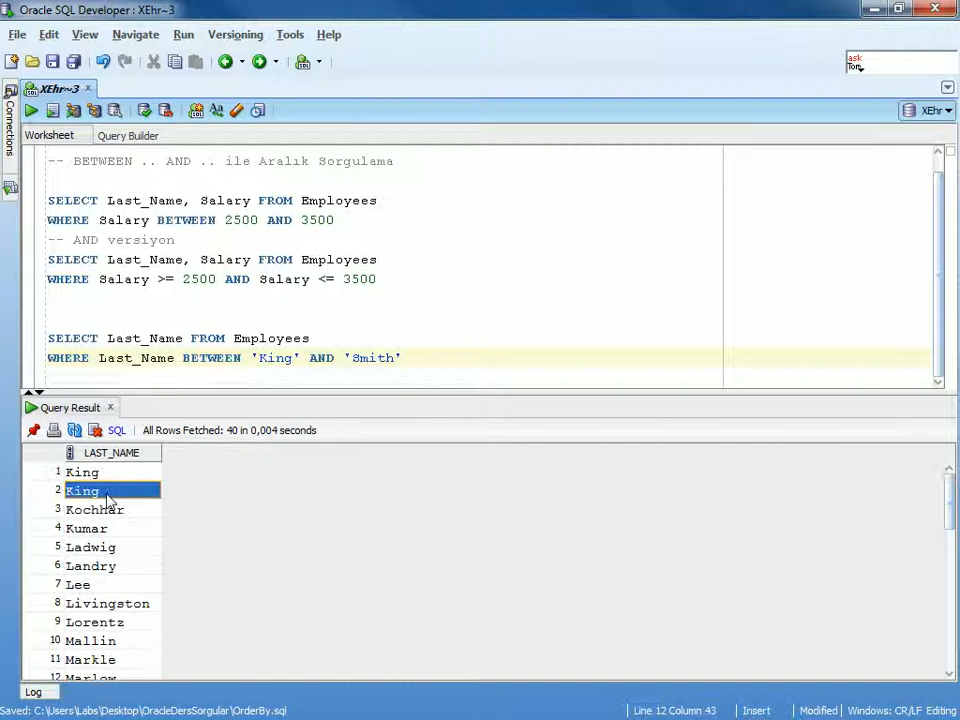 Oracle SQL Developer : XEhr~3
File Edit View Navigate Run Versioning Tools Help
ask
Tom
XEhr~3
Connections
XEhr
Worksheet Query Builder
-- BETWEEN .. AND .. ile Aralık Sorgulama
SELECT Last_Name, Salary FROM Employees
WHERE Salary BETWEEN 2500 AND 3500
-- AND versiyon
SELECT Last_Name, Salary FROM Employees
WHERE Salary >= 2500 AND Salary <= 3500
SELECT Last_Name FROM Employees
WHERE Last_Name BETWEEN 'King' AND 'Smith'
Query Result
SQL All Rows Fetched: 40 in 0,004 seconds
LAST_NAME
1 King
2 King
3 Kochhar
4 Kumar
5 Ladwig
6 Landry
7 Lee
8 Livingston
9 Lorentz
10 Mallin
11 Markle
12 Marlow
Log
Saved: C:\Users\Labs\Desktop\OracleDersSorgular\OrderBy.sql Line 12 Column 43 Insert Modified Windows: CR/LF Editing